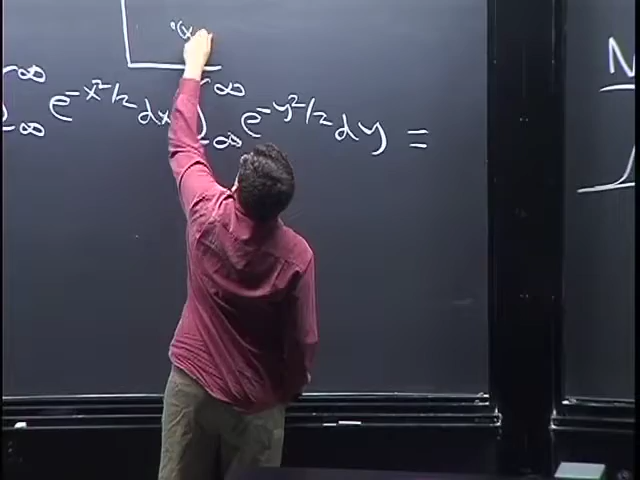 (x
∫_{-∞}^{∞} e^{-x²/2} dx ∫_{-∞}^{∞} e^{-y²/2} dy =
N